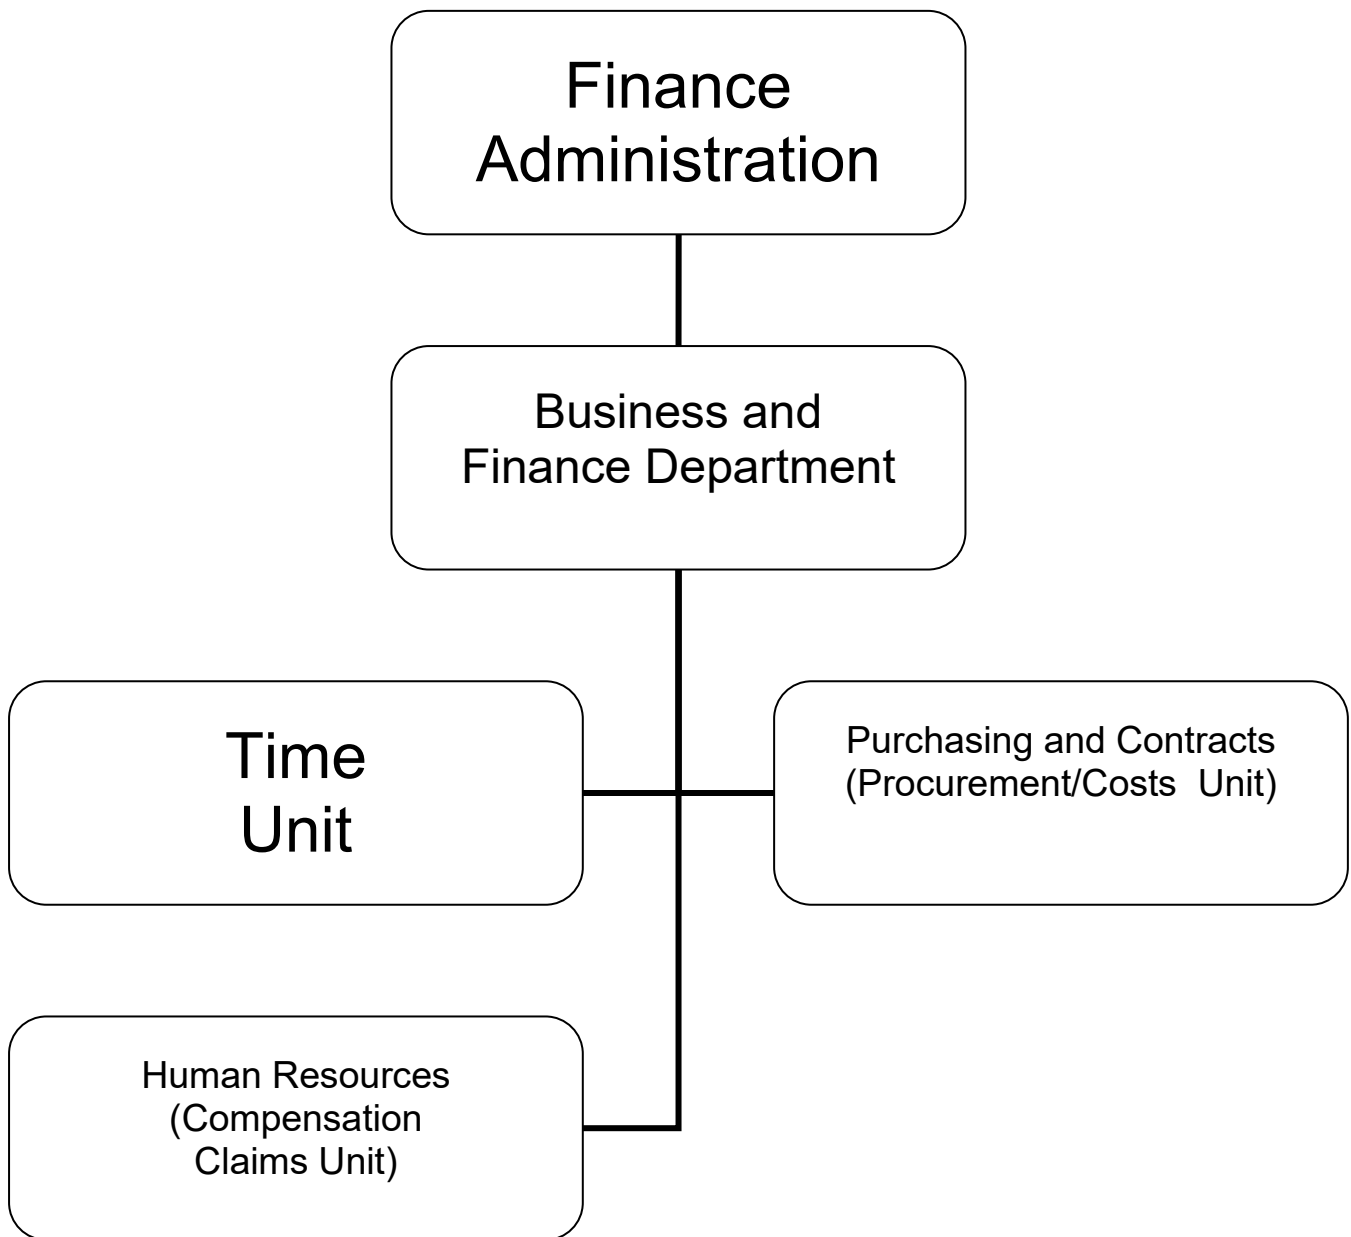 Finance
Administration
Business and
Finance Department
Time
Unit
Purchasing and Contracts
(Procurement/Costs  Unit)
Human Resources
(Compensation
Claims Unit)